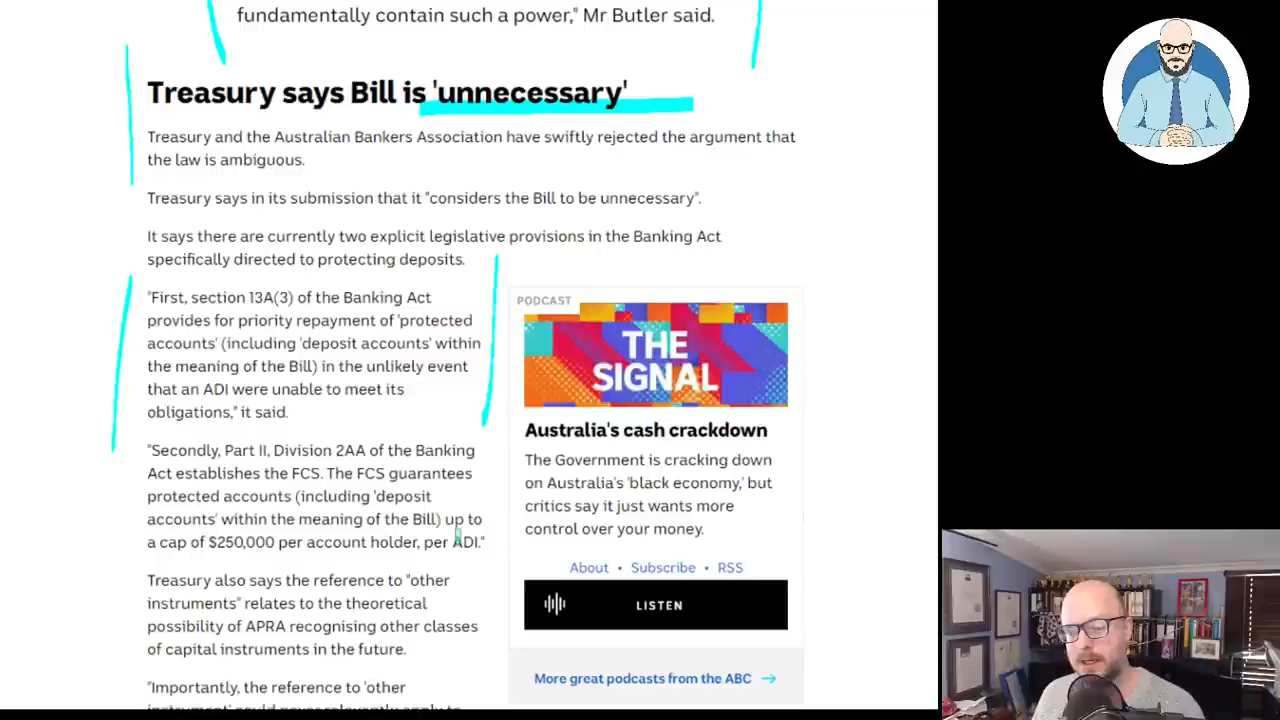 fundamentally contain such a power," Mr Butler said.
Treasury says Bill is 'unnecessary'
Treasury and the Australian Bankers Association have swiftly rejected the argument that
the law is ambiguous.
Treasury says in its submission that it "considers the Bill to be unnecessary".
It says there are currently two explicit legislative provisions in the Banking Act
specifically directed to protecting deposits.
"First, section 13A(3) of the Banking Act
provides for priority repayment of 'protected
accounts' (including 'deposit accounts' within
the meaning of the Bill) in the unlikely event
that an ADI were unable to meet its
obligations," it said.
"Secondly, Part II, Division 2AA of the Banking
Act establishes the FCS. The FCS guarantees
protected accounts (including 'deposit
accounts' within the meaning of the Bill) up to
a cap of $250,000 per account holder, per ADI."
Treasury also says the reference to "other
instruments" relates to the theoretical
possibility of APRA recognising other classes
of capital instruments in the future.
"Importantly, the reference to 'other
PODCAST
THE
SIGNAL
Australia's cash crackdown
The Government is cracking down
on Australia's 'black economy,' but
critics say it just wants more
control over your money.
About • Subscribe • RSS
LISTEN
More great podcasts from the ABC →